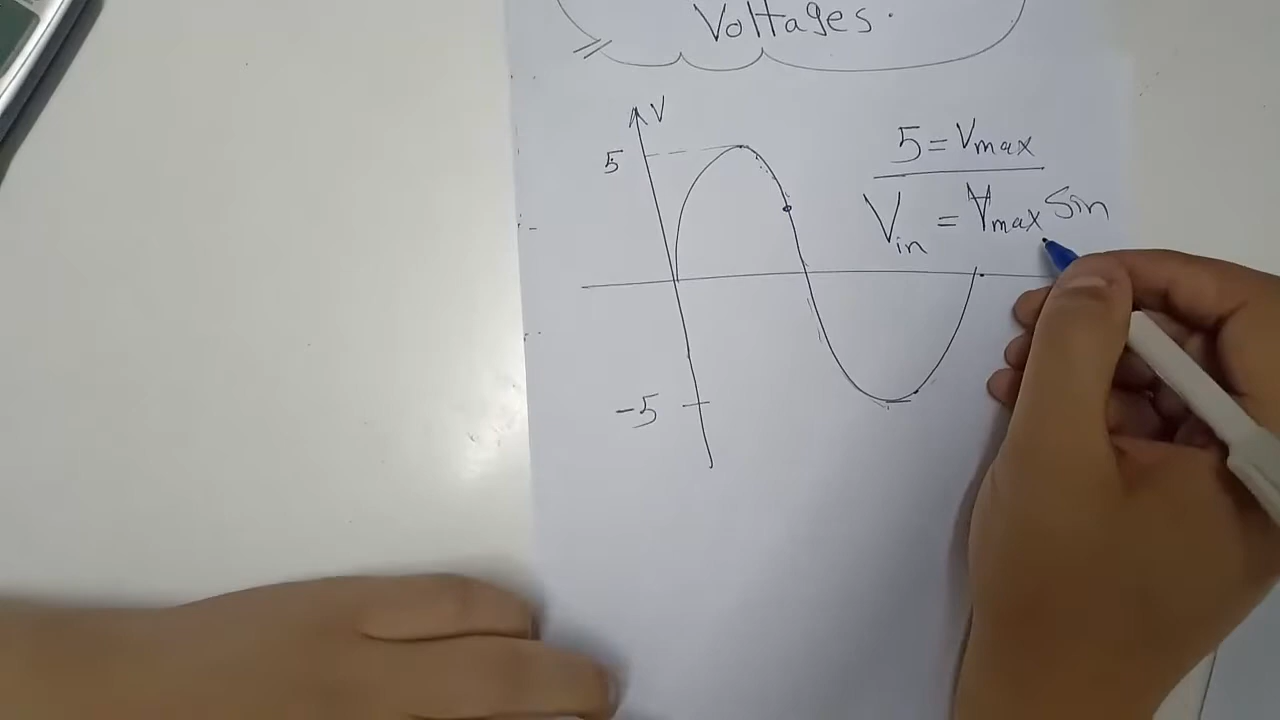 Voltages.
V
5
5 = Vmax
Vin = Vmax Sin
-5